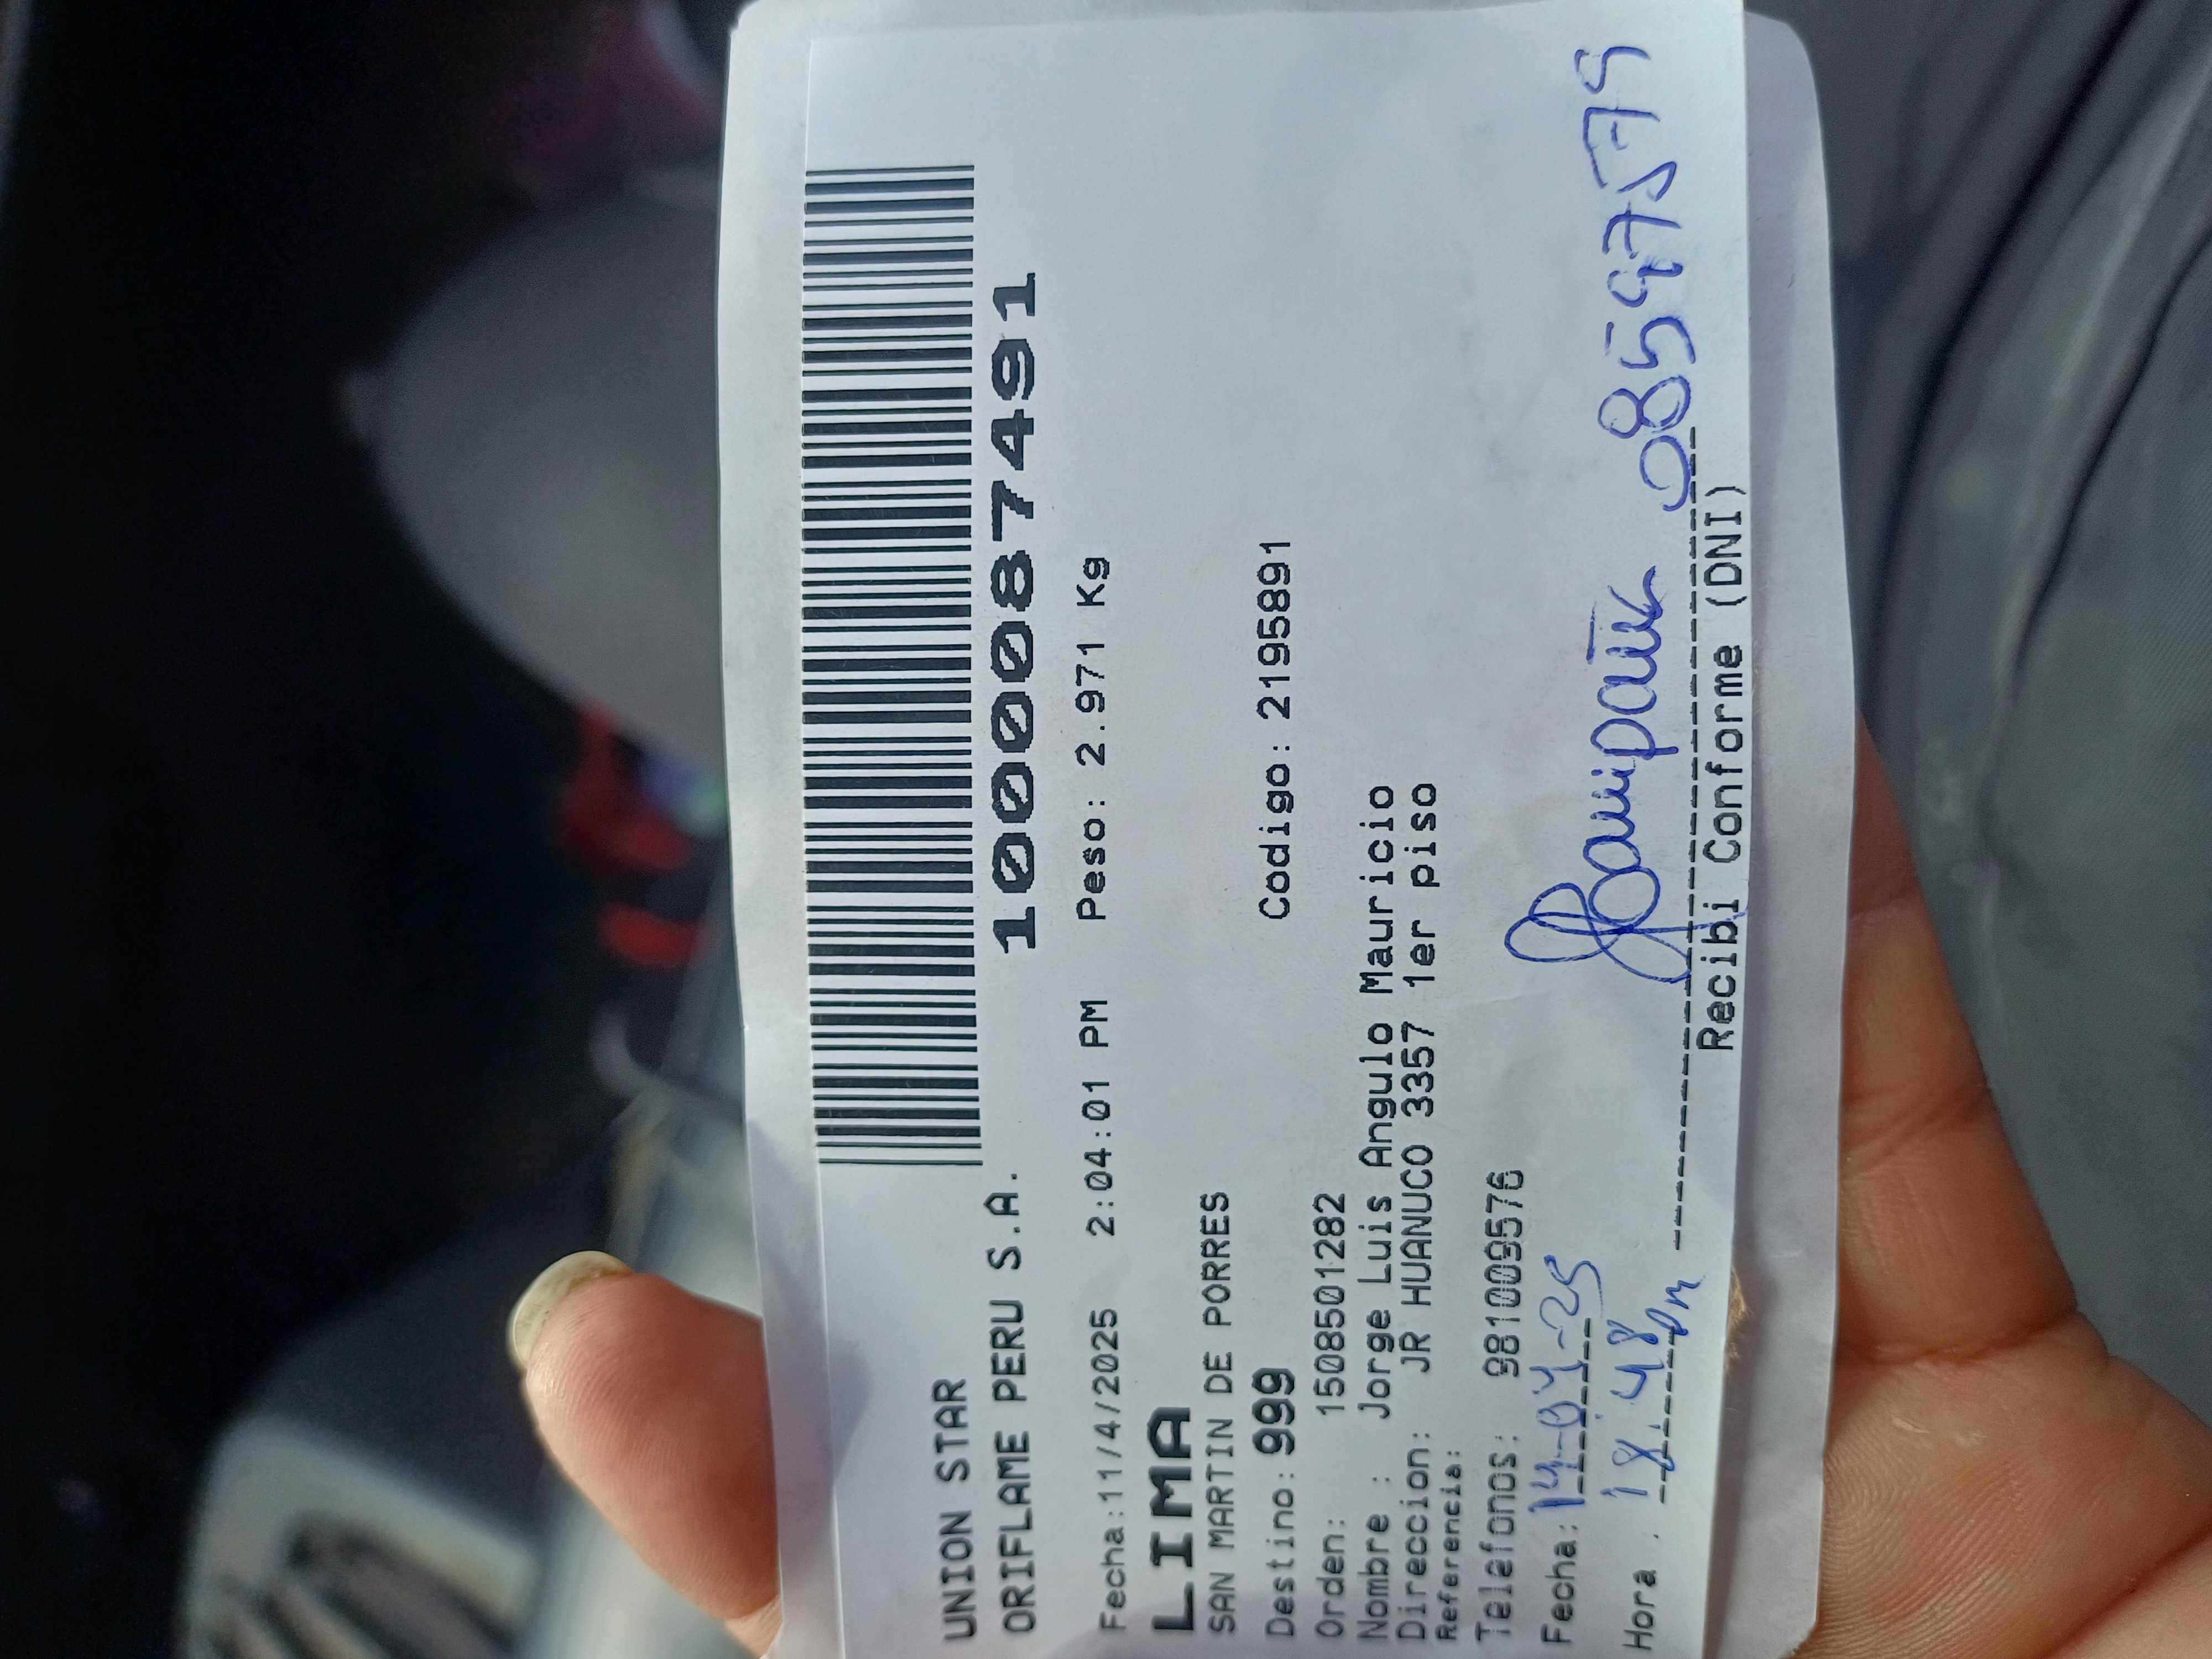 UNION STAR
ORIFLAME PERU S.A.
1000087491
Fecha:11/4/2025 2:04:01 PM Peso: 2.971 Kg
LIMA
SAN MARTIN DE PORRES
Destino: 999 Codigo: 2195891
Orden: 1508501282
Nombre : Jorge Luis Angulo Mauricio
Direccion: JR HUANUCO 3357 1er piso
Referencia:
Telefonos: 981009576
Fecha: 14-04-25
Hora : 18:48 pm
Recibi Conforme (DNI)